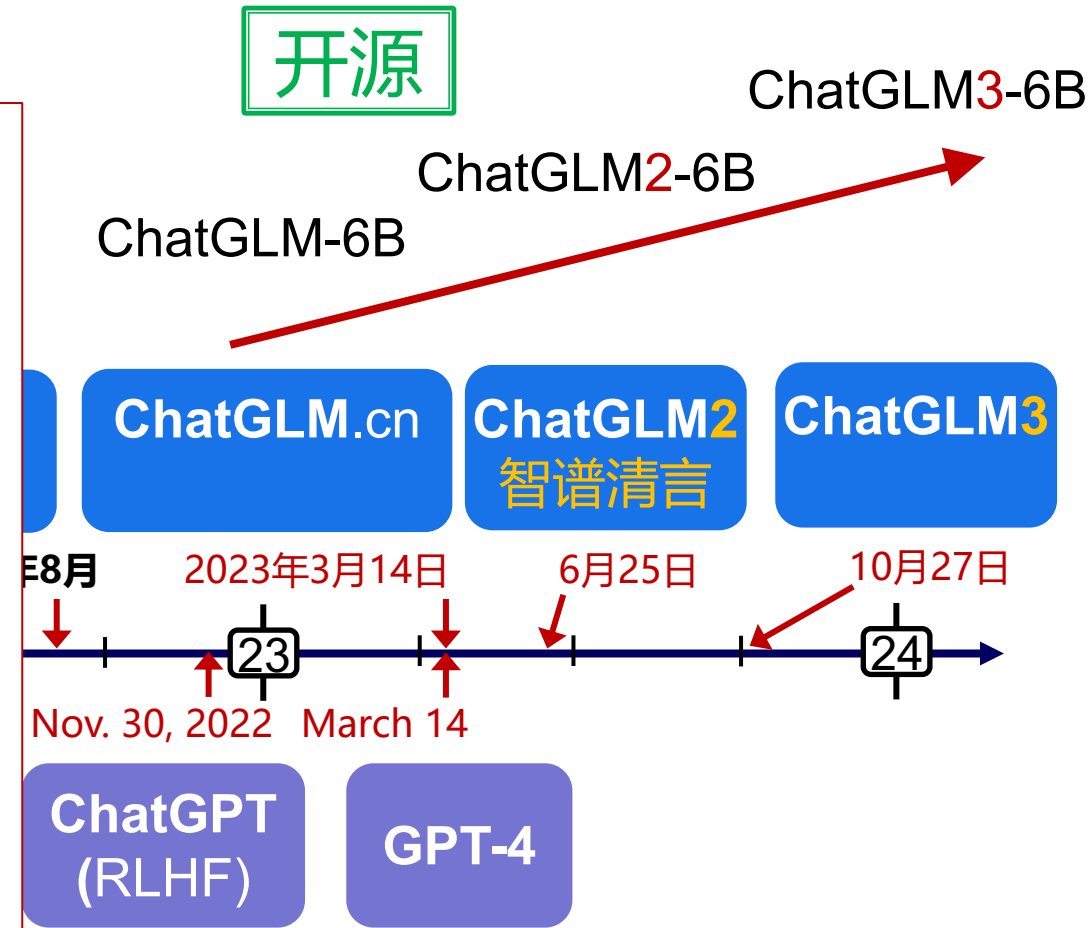 开源
ChatGLM3-6B
ChatGLM2-6B
ChatGLM-6B
ChatGLM.cn
ChatGLM2
智谱清言
ChatGLM3
年8月
2023年3月14日
6月25日
10月27日
23
24
Nov. 30, 2022
March 14
ChatGPT
(RLHF)
GPT-4